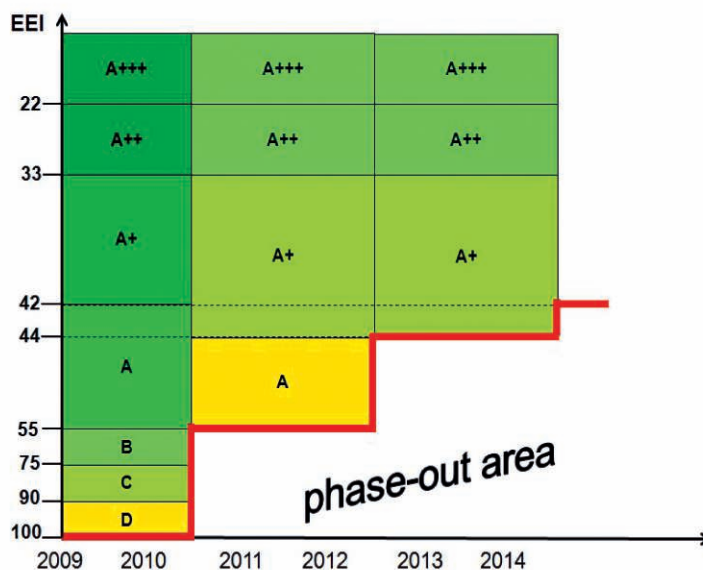 EEI
A+++ A+++ A+++
22
A++ A++ A++
33
A+ A+ A+
42
44
A A
55
B
75
C
90
D
100
phase-out area
2009 2010 2011 2012 2013 2014